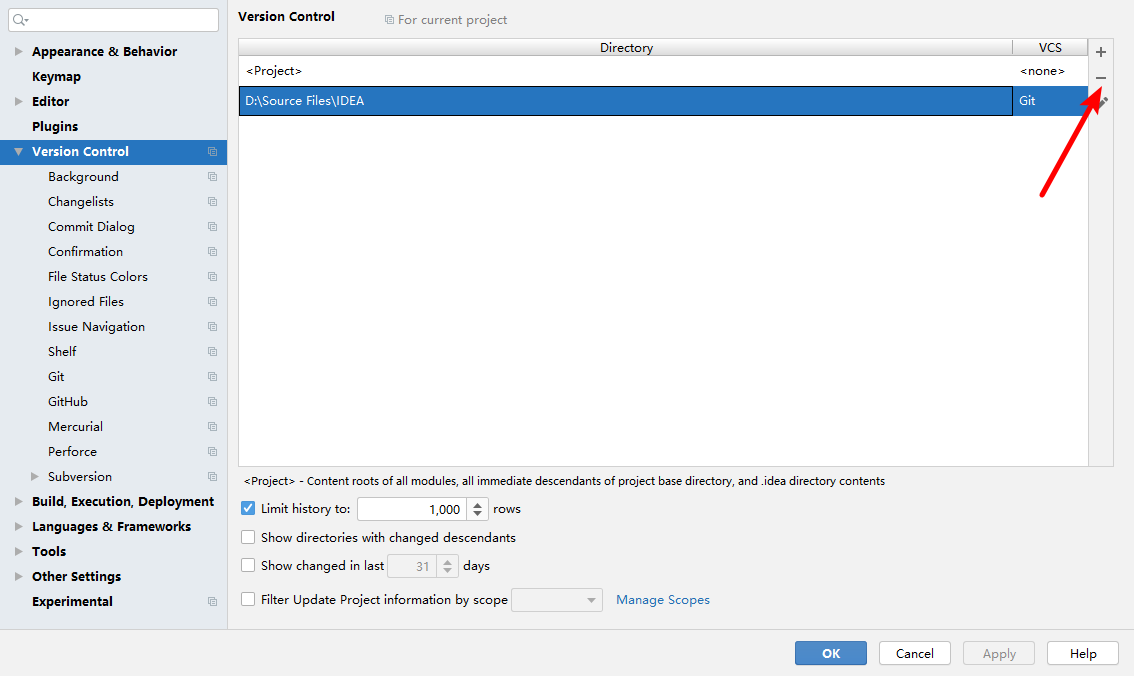 Version Control
For current project
Appearance & Behavior
Keymap
Editor
Plugins
Version Control
Background
Changelists
Commit Dialog
Confirmation
File Status Colors
Ignored Files
Issue Navigation
Shelf
Git
GitHub
Mercurial
Perforce
Subversion
Build, Execution, Deployment
Languages & Frameworks
Tools
Other Settings
Experimental
Directory VCS
<Project> <none>
D:\Source Files\IDEA Git
<Project> - Content roots of all modules, all immediate descendants of project base directory, and .idea directory contents
Limit history to: 1,000 rows
Show directories with changed descendants
Show changed in last 31 days
Filter Update Project information by scope Manage Scopes
OK Cancel Apply Help